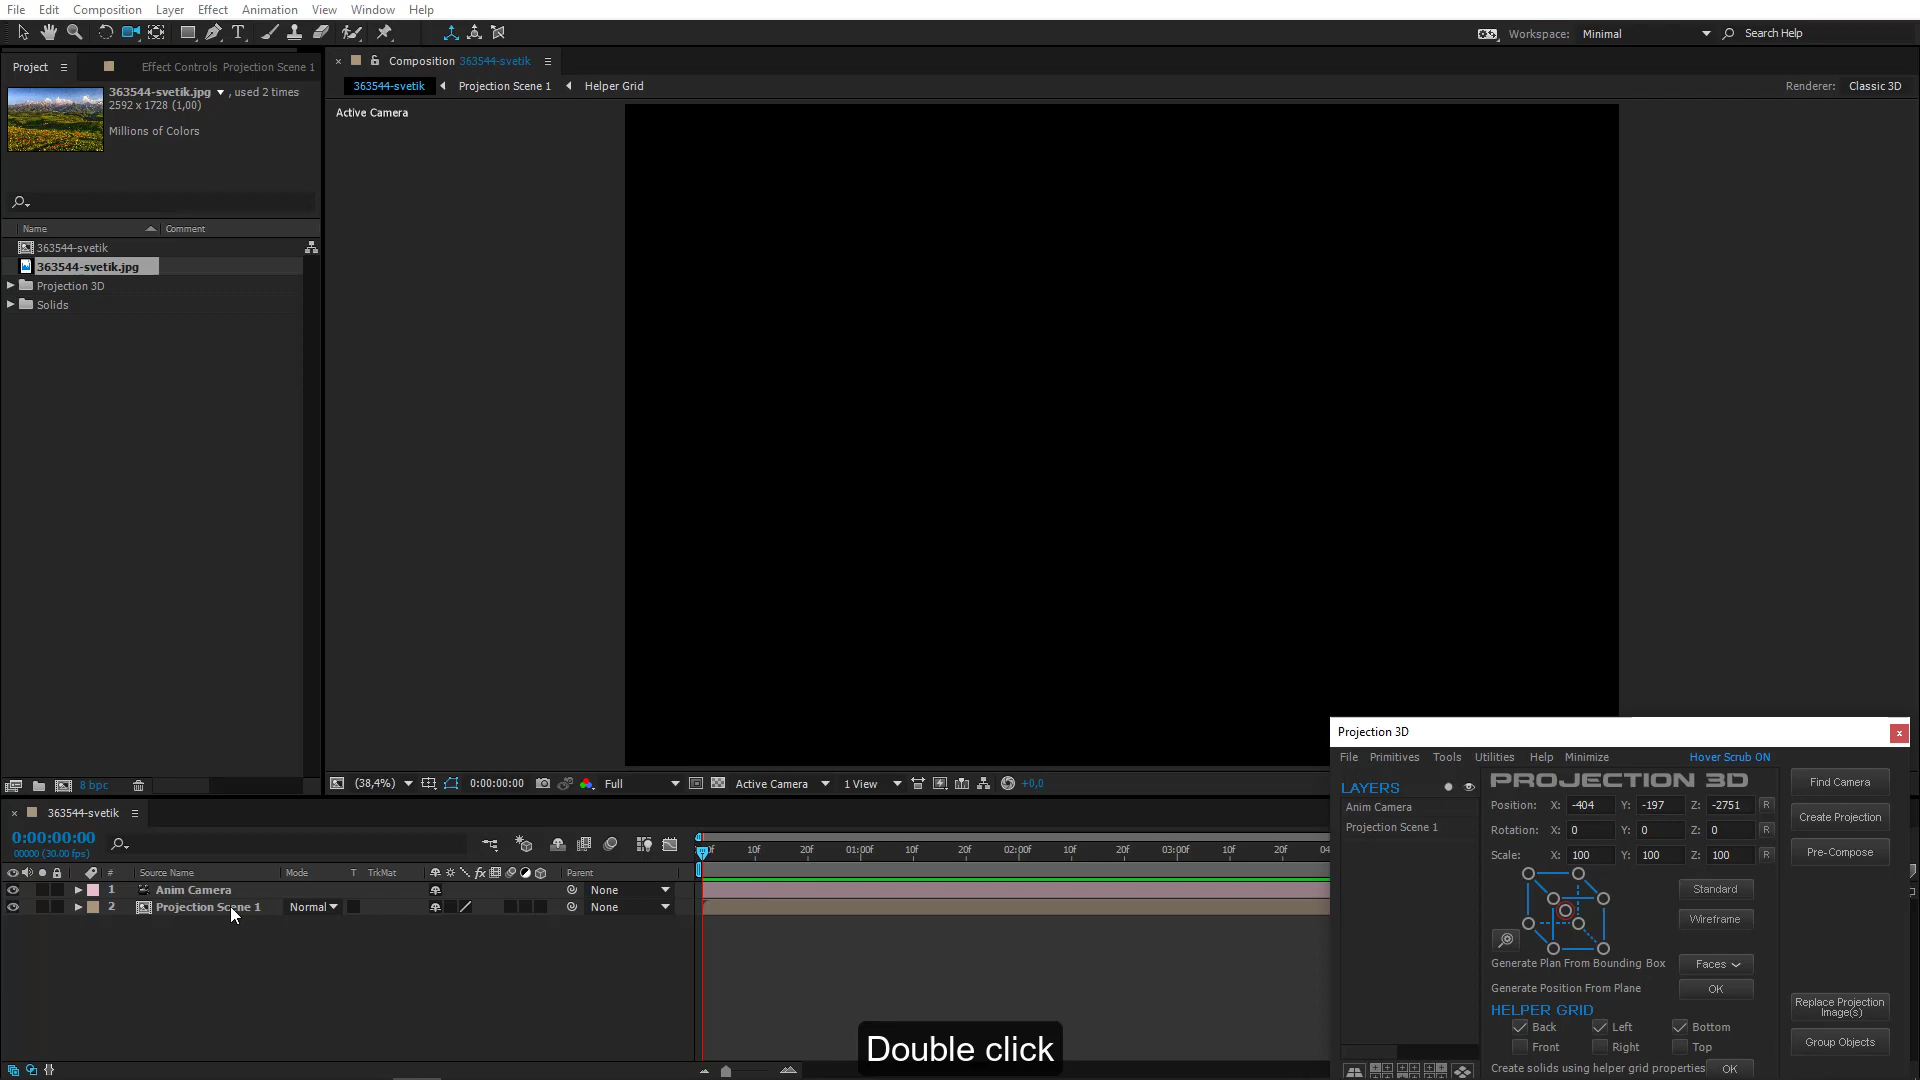 File Edit Composition Layer Effect Animation View Window Help
Workspace: Minimal Search Help
Project Effect Controls Projection Scene 1
Composition 363544-svetik
363544-svetik Projection Scene 1 Helper Grid
Renderer: Classic 3D
363544-svetik.jpg , used 2 times
2592 x 1728 (1,00)
Millions of Colors
Active Camera
Name Comment
363544-svetik
363544-svetik.jpg
Projection 3D
Solids
8 bpc
(38,4%) 0:00:00:00 Full Active Camera 1 View +0,0
363544-svetik
0:00:00:00
00000 (30.00 fps)
10f 20f 01:00f 10f 20f 02:00f 10f 20f 03:00f 10f 20f 04
# Source Name Mode T TrkMat Parent
1 Anim Camera None
2 Projection Scene 1 Normal None
Double click
Projection 3D x
File Primitives Tools Utilities Help Minimize Hover Scrub ON
LAYERS
Anim Camera
Projection Scene 1
PROJECTION 3D
Position: X: -404 Y: -197 Z: -2751 R
Rotation: X: 0 Y: 0 Z: 0 R
Scale: X: 100 Y: 100 Z: 100 R
Standard
Wireframe
Generate Plan From Bounding Box Faces
Generate Position From Plane OK
HELPER GRID
Back Left Bottom
Front Right Top
Create solids using helper grid properties OK
Find Camera
Create Projection
Pre-Compose
Replace Projection
Image(s)
Group Objects